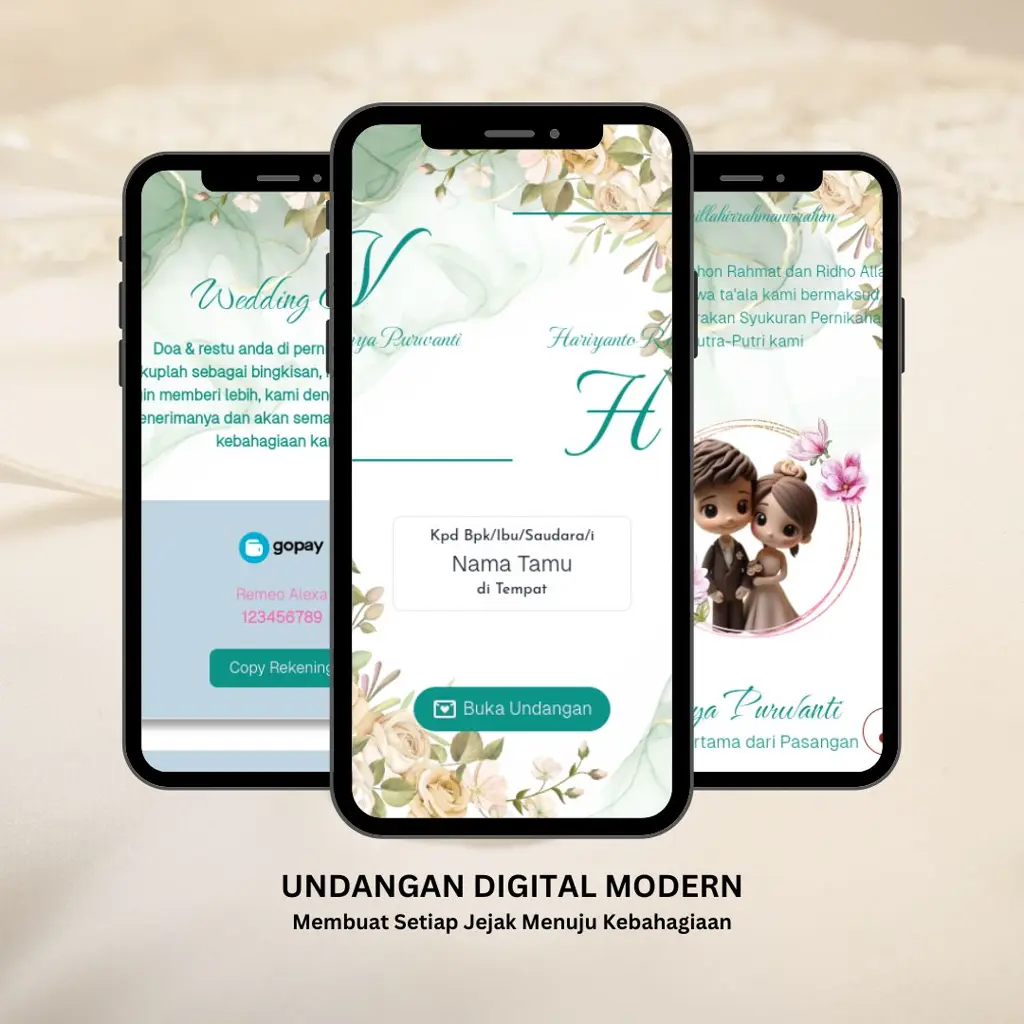 Wedding
Doa & restu anda di pern
kuplah sebagai bingkisan,
in memberi lebih, kami den
enerimanya dan akan sema
kebahagiaan ka
gopay
Remeo Alexa
123456789
Copy Rekening
V
ya Purwanti
Hariyanto R
H
Kpd Bpk/Ibu/Saudara/i
Nama Tamu
di Tempat
Buka Undangan
illahirrahmanirrahim
hon Rahmat dan Ridho Alla
wa ta'ala kami bermaksud
rakan Syukuran Pernikaha
utra-Putri kami
ya Purwanti
rtama dari Pasangan
UNDANGAN DIGITAL MODERN
Membuat Setiap Jejak Menuju Kebahagiaan